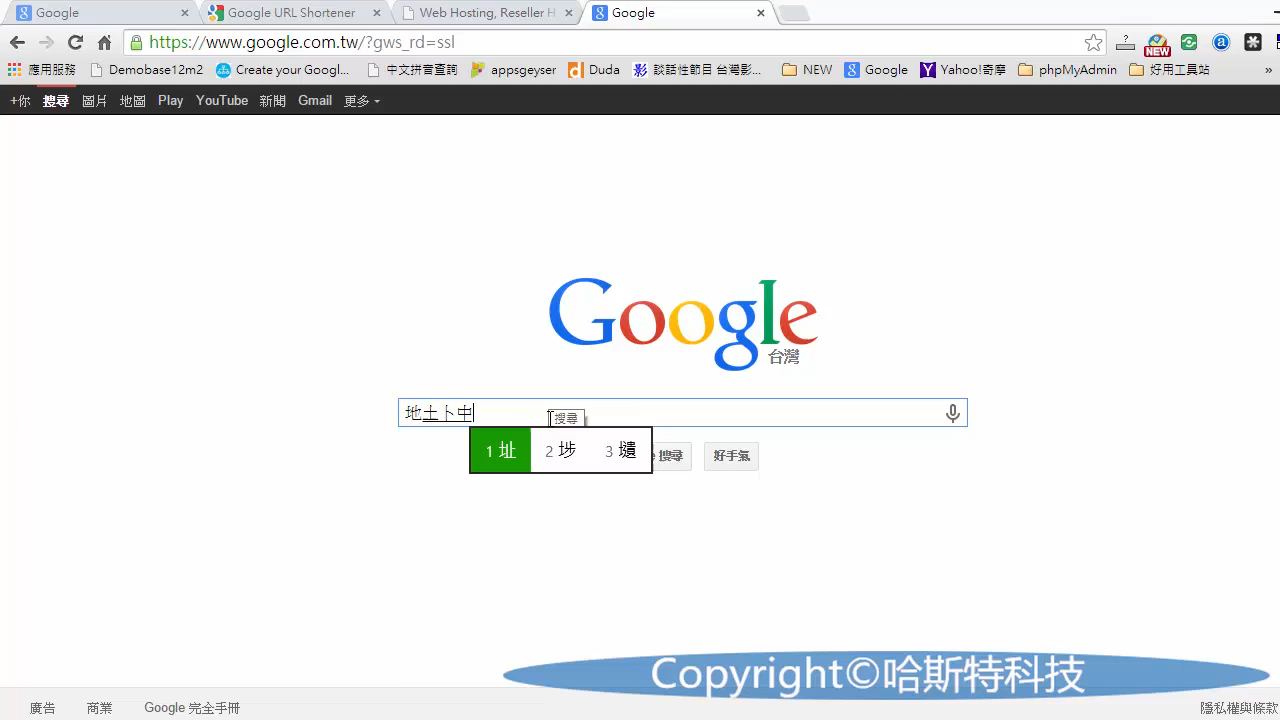 Google
Google URL Shortener
Web Hosting, Reseller H
Google
https://www.google.com.tw/?gws_rd=ssl
NEW
應用服務
Demobase12m2
Create your Googl...
中文拼音查詢
appsgeyser
Duda
談話性節目 台灣影...
NEW
Google
Yahoo!奇摩
phpMyAdmin
好用工具站
»
+你 搜尋 圖片 地圖 Play YouTube 新聞 Gmail 更多
Google
台灣
地土卜中
搜尋
1 址 2 埗 3 壝
搜尋
好手氣
Copyright©哈斯特科技
廣告 商業 Google 完全手冊
隱私權與條款